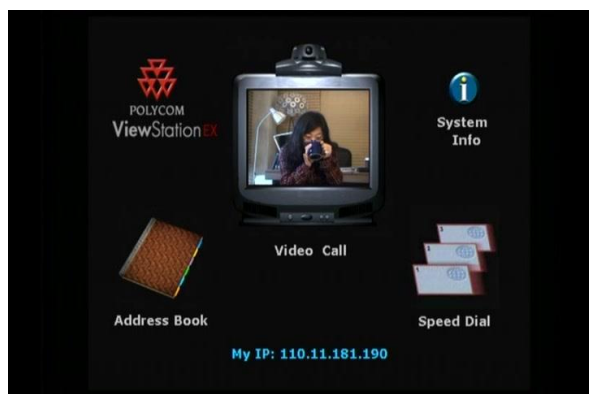 POLYCOM
ViewStation EX
System
Info
Video Call
Address Book
Speed Dial
My IP: 110.11.181.190